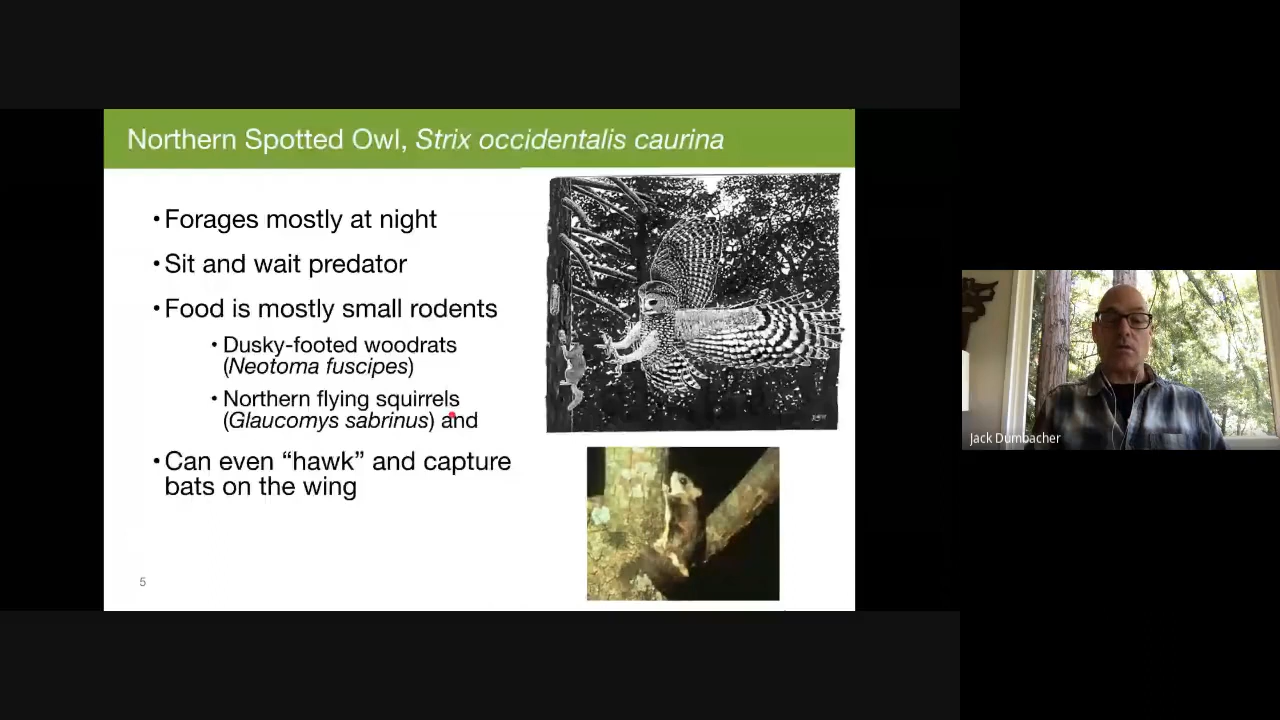 Northern Spotted Owl, Strix occidentalis caurina
•Forages mostly at night
•Sit and wait predator
•Food is mostly small rodents
•Dusky-footed woodrats
(Neotoma fuscipes)
•Northern flying squirrels
(Glaucomys sabrinus) and
•Can even “hawk” and capture
bats on the wing
5
Jack Dumbacher